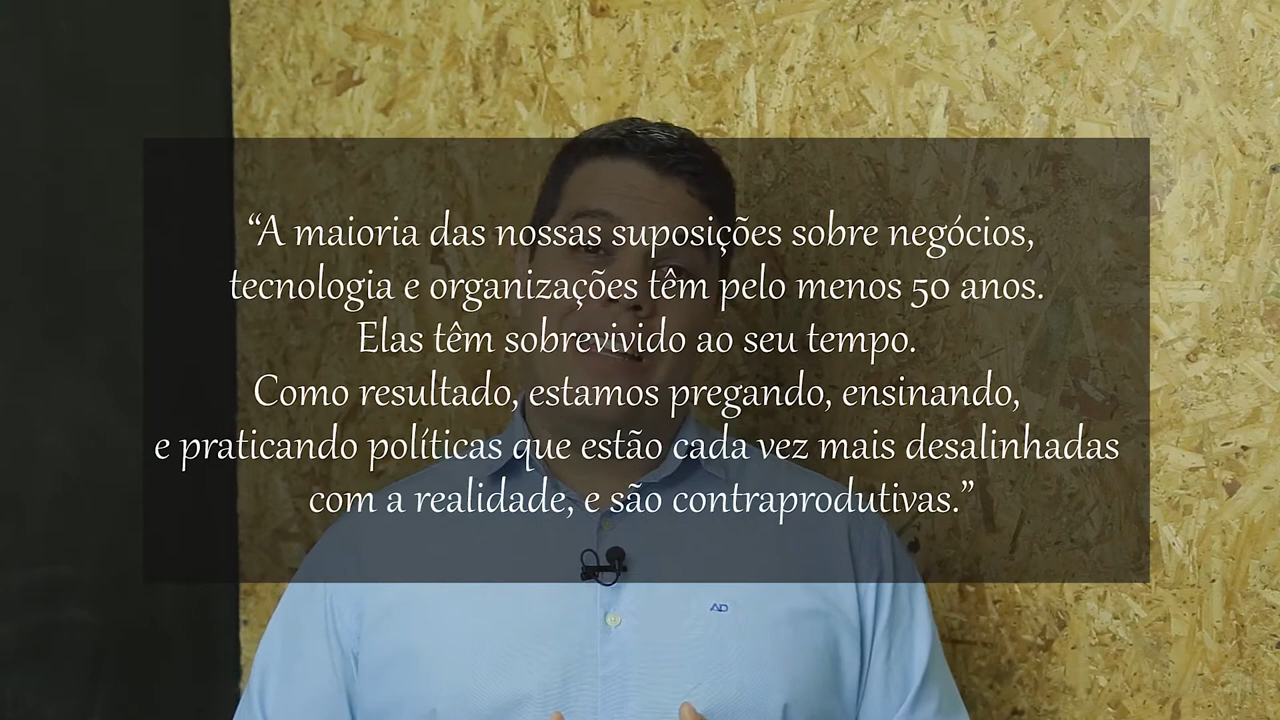 “A maioria das nossas suposições sobre negócios,
tecnologia e organizações têm pelo menos 50 anos.
Elas têm sobrevivido ao seu tempo.
Como resultado, estamos pregando, ensinando,
e praticando políticas que estão cada vez mais desalinhadas
com a realidade, e são contraprodutivas.”
AD